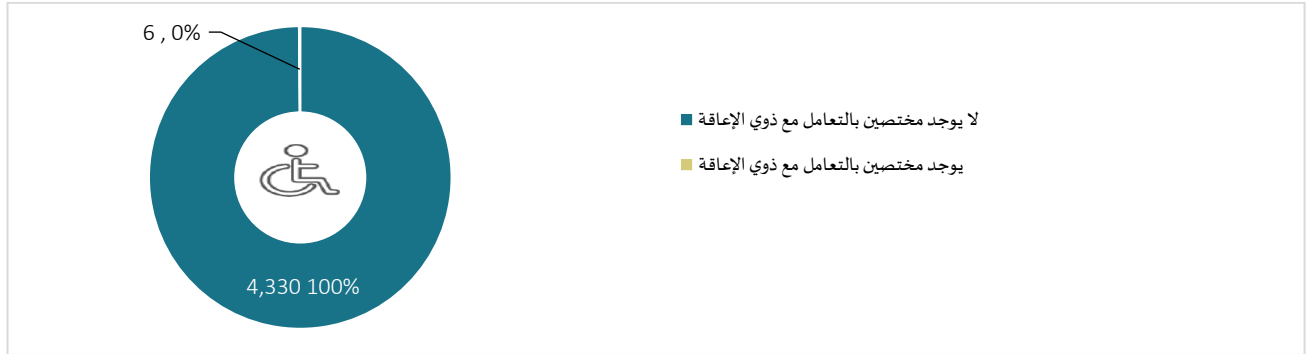 6 , 0%
4,330 100%
لا يوجد مختصين بالتعامل مع ذوي الإعاقة
يوجد مختصين بالتعامل مع ذوي الإعاقة